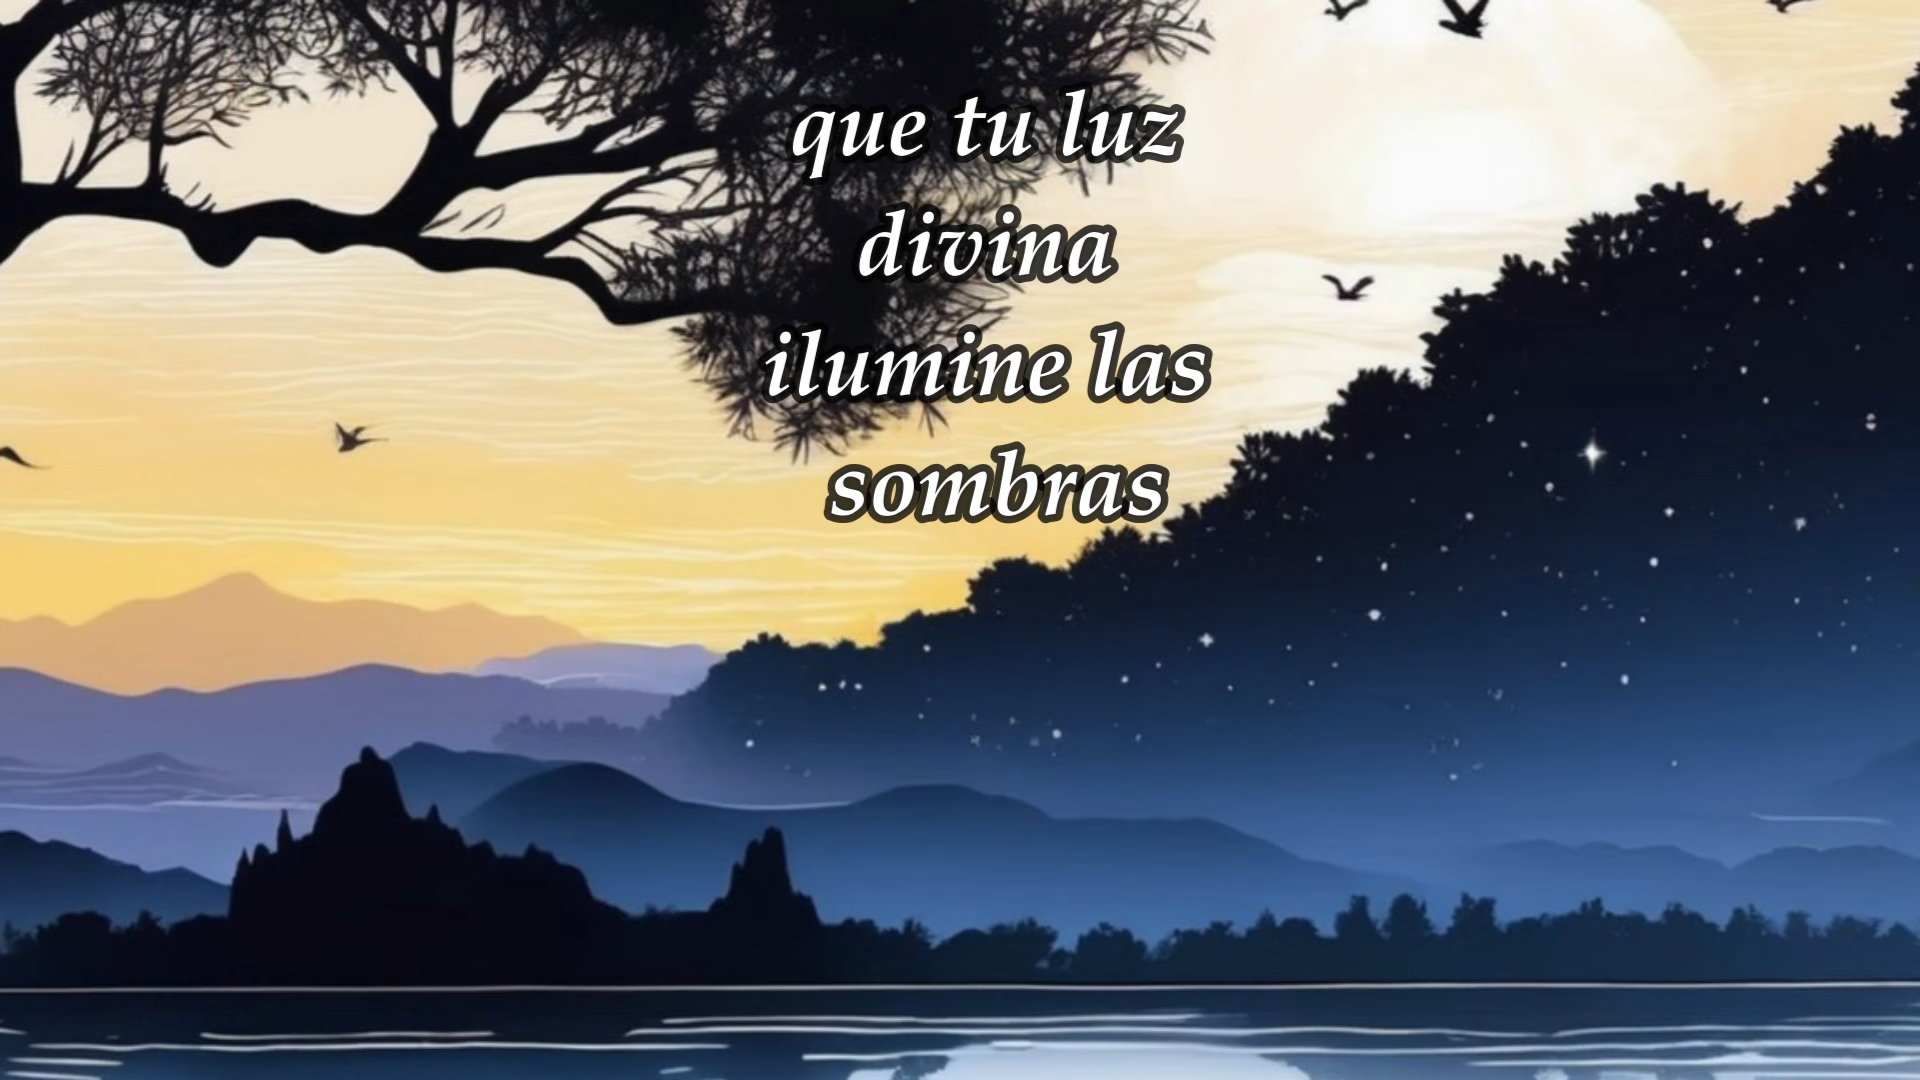 que tu luz
divina
ilumine las
sombras